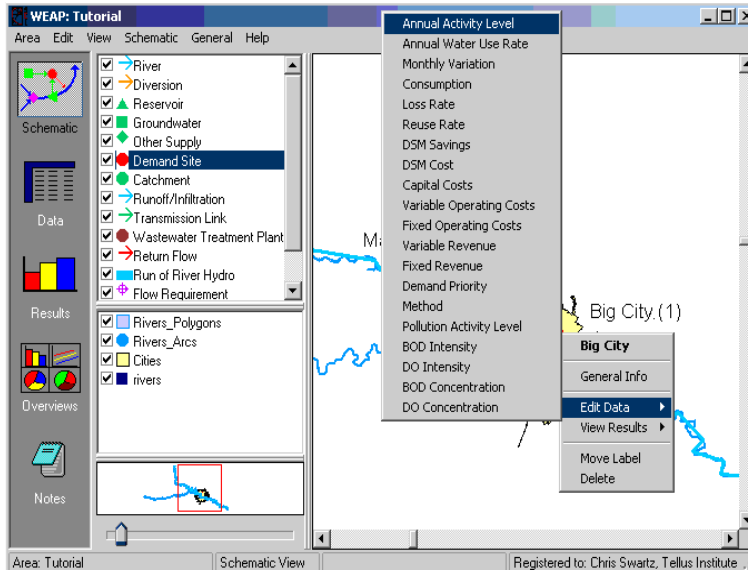 WEAP: Tutorial
Area Edit View Schematic General Help
Schematic
Data
Results
Overviews
Notes
River
Diversion
Reservoir
Groundwater
Other Supply
Demand Site
Catchment
Runoff/Infiltration
Transmission Link
Wastewater Treatment Plant
Return Flow
Run of River Hydro
Flow Requirement
Rivers_Polygons
Rivers_Arcs
Cities
rivers
Annual Activity Level
Annual Water Use Rate
Monthly Variation
Consumption
Loss Rate
Reuse Rate
DSM Savings
DSM Cost
Capital Costs
Variable Operating Costs
Fixed Operating Costs
Variable Revenue
Fixed Revenue
Demand Priority
Method
Pollution Activity Level
BOD Intensity
DO Intensity
BOD Concentration
DO Concentration
Big City (1)
Big City
General Info
Edit Data
View Results
Move Label
Delete
Area: Tutorial
Schematic View
Registered to: Chris Swartz, Tellus Institute